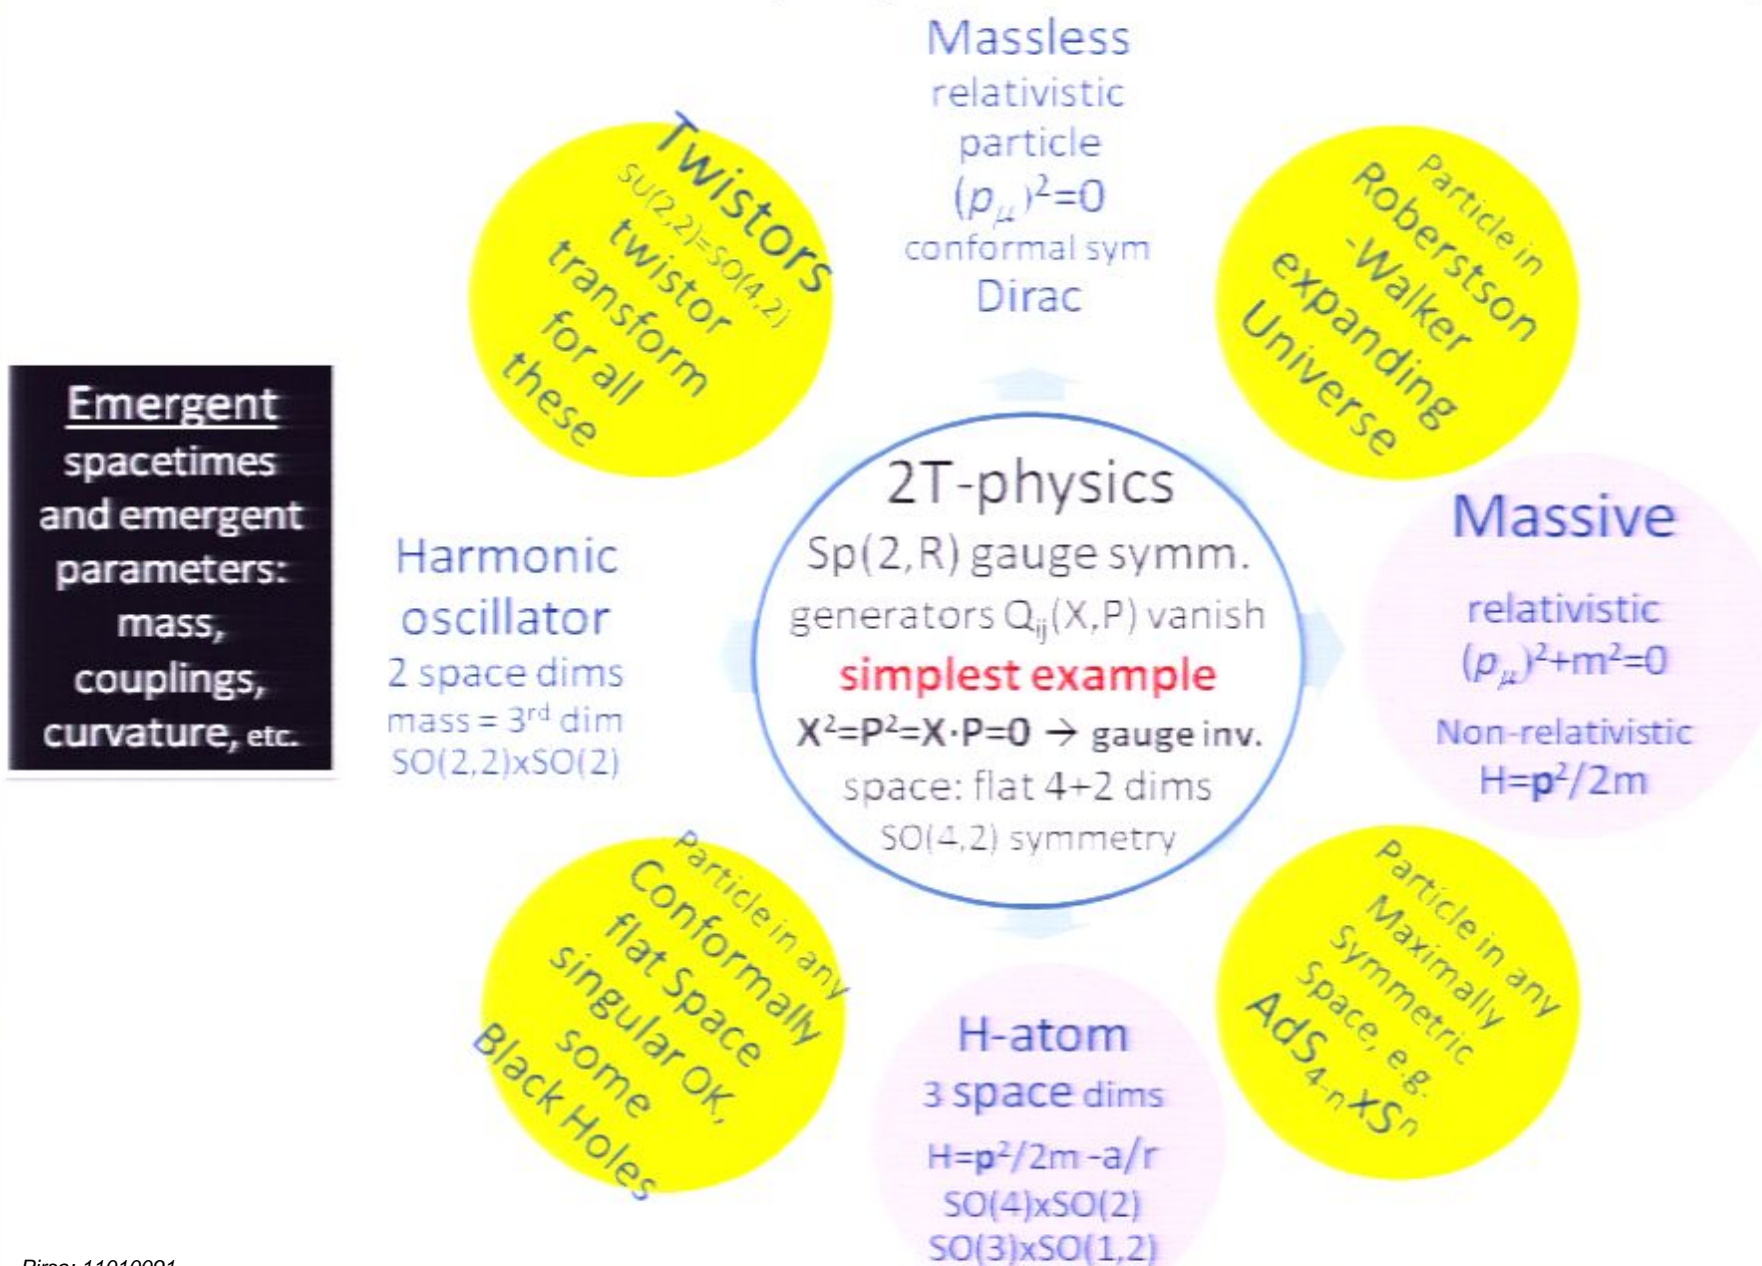 Massless
relativistic
particle
(pμ)²=0
conformal sym
Dirac
Twistors
SU(2,2)=SO(4,2)
twistor
transform
for all
these
Particle in
Roberstson
-Walker
expanding
Universe
Emergent
spacetimes
and emergent
parameters:
mass,
couplings,
curvature, etc.
Harmonic
oscillator
2 space dims
mass = 3rd dim
SO(2,2)xSO(2)
2T-physics
Sp(2,R) gauge symm.
generators Qij(X,P) vanish
simplest example
X²=P²=X·P=0 → gauge inv.
space: flat 4+2 dims
SO(4,2) symmetry
Massive
relativistic
(pμ)²+m²=0
Non-relativistic
H=p²/2m
Particle in any
Conformally
flat Space
singular OK,
some
Black Holes
H-atom
3 space dims
H=p²/2m -a/r
SO(4)xSO(2)
SO(3)xSO(1,2)
Particle in any
Maximally
Symmetric
Space, e.g.
AdS4-n xSⁿ